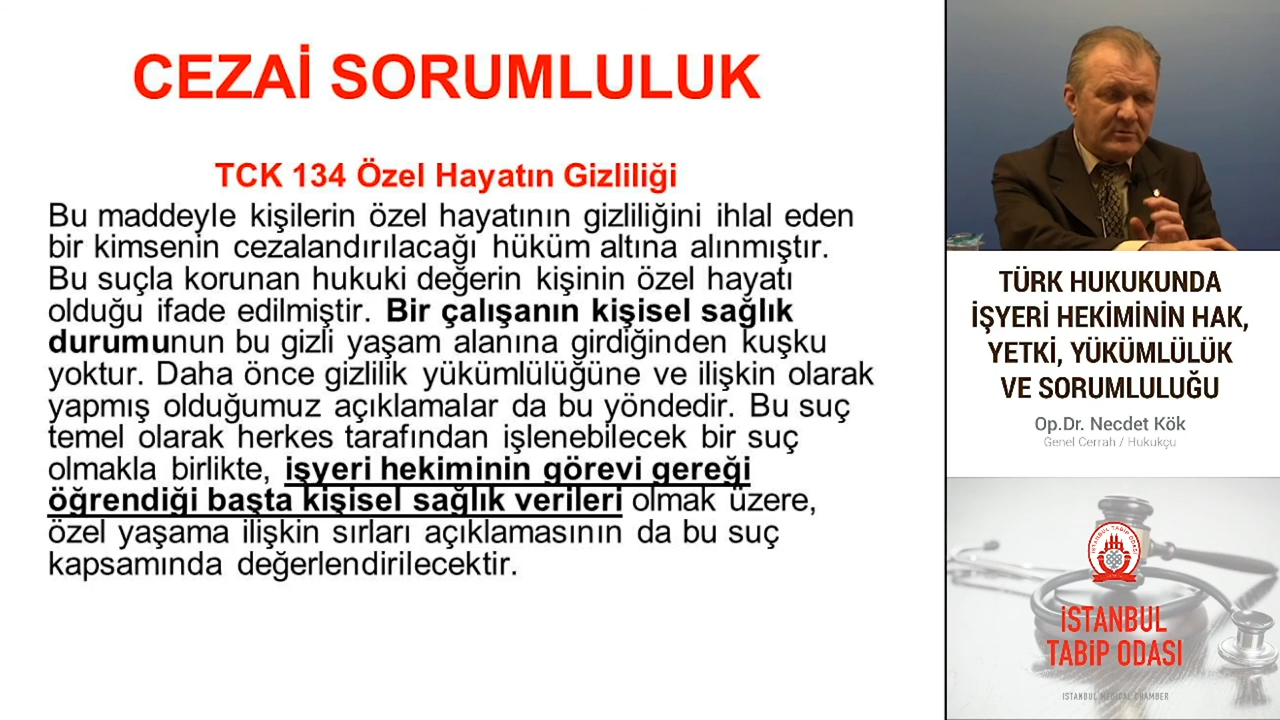 CEZAİ SORUMLULUK
TCK 134 Özel Hayatın Gizliliği
Bu maddeyle kişilerin özel hayatının gizliliğini ihlal eden
bir kimsenin cezalandırılacağı hüküm altına alınmıştır.
Bu suçla korunan hukuki değerin kişinin özel hayatı
olduğu ifade edilmiştir. Bir çalışanın kişisel sağlık
durumunun bu gizli yaşam alanına girdiğinden kuşku
yoktur. Daha önce gizlilik yükümlülüğüne ve ilişkin olarak
yapmış olduğumuz açıklamalar da bu yöndedir. Bu suç
temel olarak herkes tarafından işlenebilecek bir suç
olmakla birlikte, işyeri hekiminin görevi gereği
öğrendiği başta kişisel sağlık verileri olmak üzere,
özel yaşama ilişkin sırları açıklamasının da bu suç
kapsamında değerlendirilecektir.
TÜRK HUKUKUNDA
İŞYERİ HEKİMİNİN HAK,
YETKİ, YÜKÜMLÜLÜK
VE SORUMLULUĞU
Op.Dr. Necdet Kök
Genel Cerrah / Hukukçu
İSTANBUL TABİP ODASI
İSTANBUL
TABİP ODASI
ISTANBUL MEDICAL CHAMBER